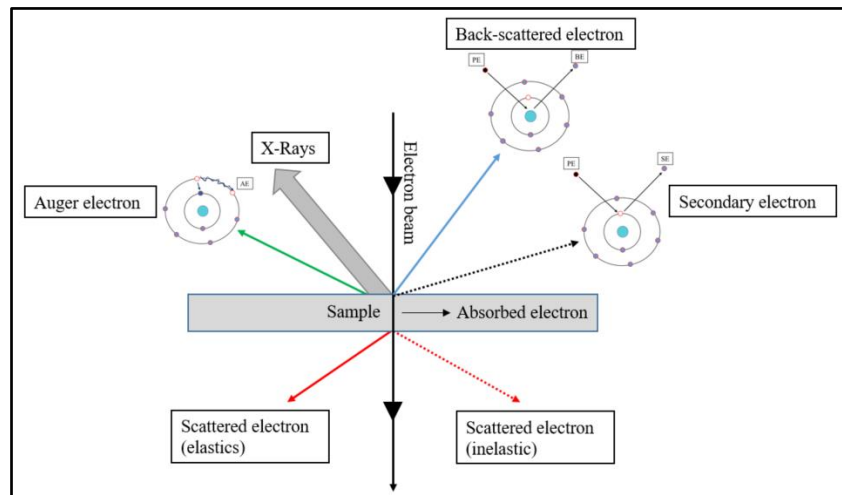 Back-scattered electron
PE
BE
X-Rays
Electron beam
PE
SE
AE
Auger electron
Secondary electron
Sample
Absorbed electron
Scattered electron
(elastics)
Scattered electron
(inelastic)